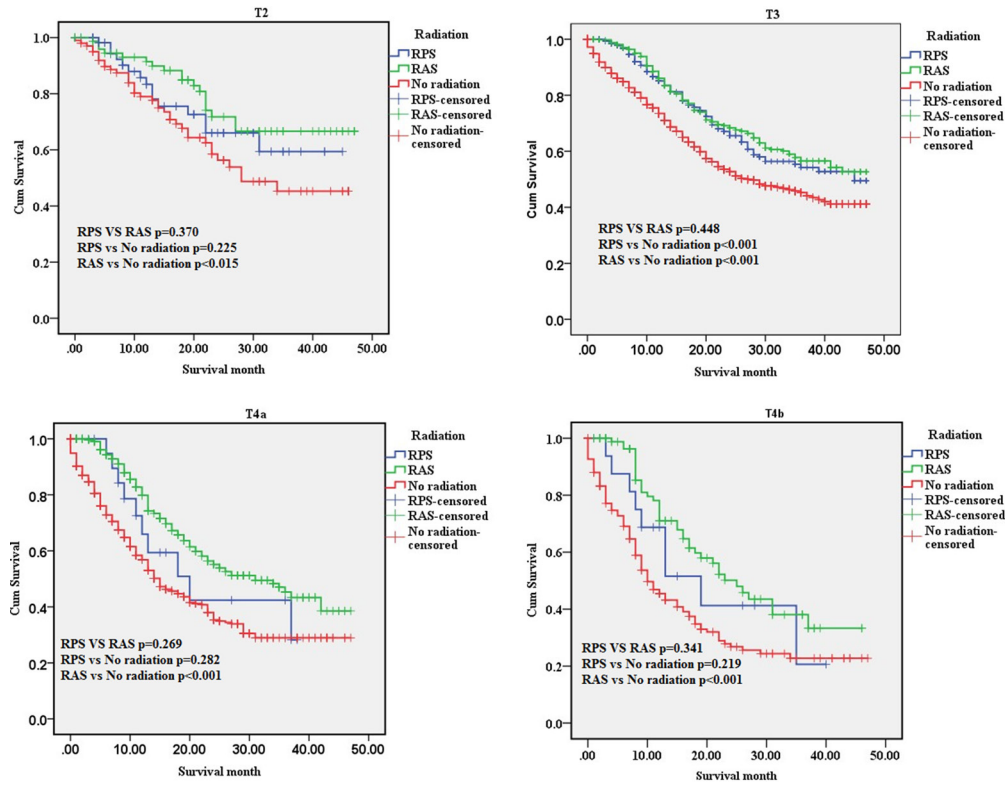 T2
Cum Survival
1.0
0.8
0.6
0.4
0.2
0.0
RPS VS RAS p=0.370
RPS vs No radiation p=0.225
RAS vs No radiation p<0.015
.00 10.00 20.00 30.00 40.00 50.00
Survival month
Radiation
RPS
RAS
No radiation
RPS-censored
RAS-censored
No radiation-
censored
T3
Cum Survival
1.0
0.8
0.6
0.4
0.2
0.0
RPS VS RAS p=0.448
RPS vs No radiation p<0.001
RAS vs No radiation p<0.001
.00 10.00 20.00 30.00 40.00 50.00
Survival month
Radiation
RPS
RAS
No radiation
RPS-censored
RAS-censored
No radiation-
censored
T4a
Cum Survival
1.0
0.8
0.6
0.4
0.2
0.0
RPS VS RAS p=0.269
RPS vs No radiation p=0.282
RAS vs No radiation p<0.001
.00 10.00 20.00 30.00 40.00 50.00
Survival month
Radiation
RPS
RAS
No radiation
RPS-censored
RAS-censored
No radiation-
censored
T4b
Cum Survival
1.0
0.8
0.6
0.4
0.2
0.0
RPS VS RAS p=0.341
RPS vs No radiation p=0.219
RAS vs No radiation p<0.001
.00 10.00 20.00 30.00 40.00 50.00
Survival month
Radiation
RPS
RAS
No radiation
RPS-censored
RAS-censored
No radiation-
censored